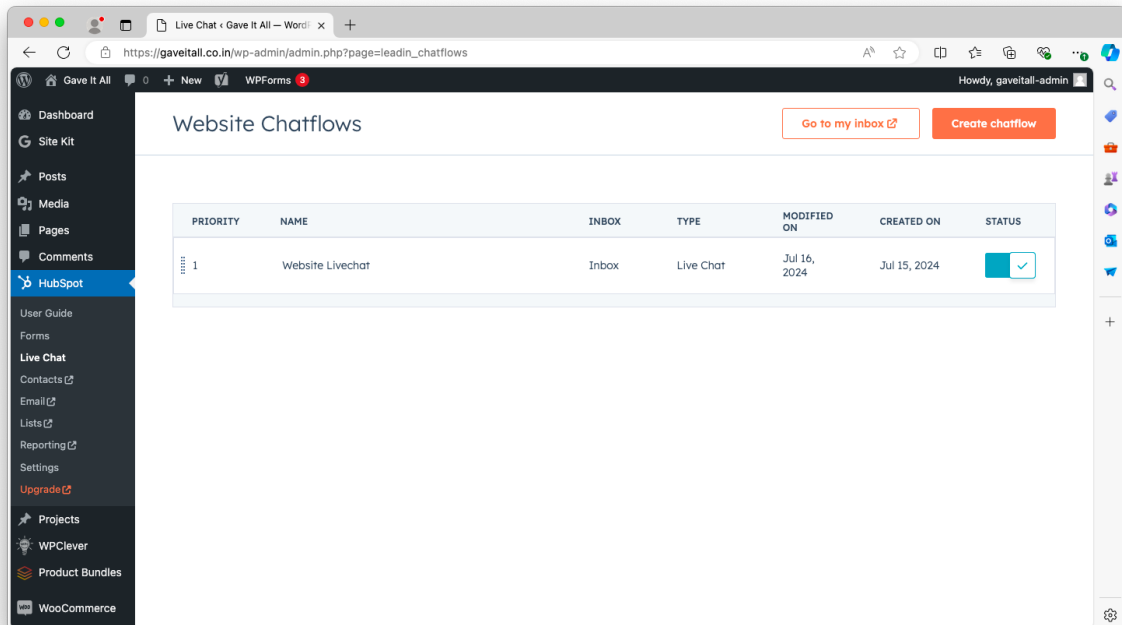 Live Chat ‹ Gave It All — WordP
https://gaveitall.co.in/wp-admin/admin.php?page=leadin_chatflows
Gave It All 0 New WPForms 3 Howdy, gaveitall-admin
Dashboard
Site Kit
Posts
Media
Pages
Comments
HubSpot
User Guide
Forms
Live Chat
Contacts
Email
Lists
Reporting
Settings
Upgrade
Projects
WPClever
Product Bundles
WooCommerce
Website Chatflows
Go to my inbox
Create chatflow
PRIORITY NAME INBOX TYPE MODIFIED ON CREATED ON STATUS
1 Website Livechat Inbox Live Chat Jul 16, 2024 Jul 15, 2024